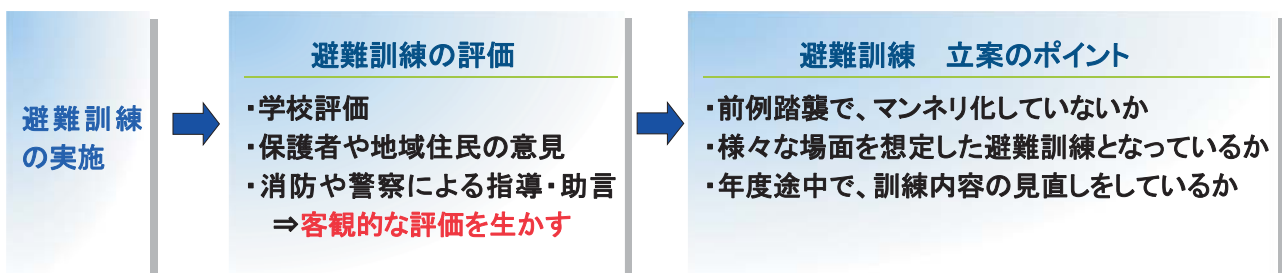 避難訓練
の実施
避難訓練の評価
・学校評価
・保護者や地域住民の意見
・消防や警察による指導・助言
⇒客観的な評価を生かす
避難訓練　立案のポイント
・前例踏襲で、マンネリ化していないか
・様々な場面を想定した避難訓練となっているか
・年度途中で、訓練内容の見直しをしているか